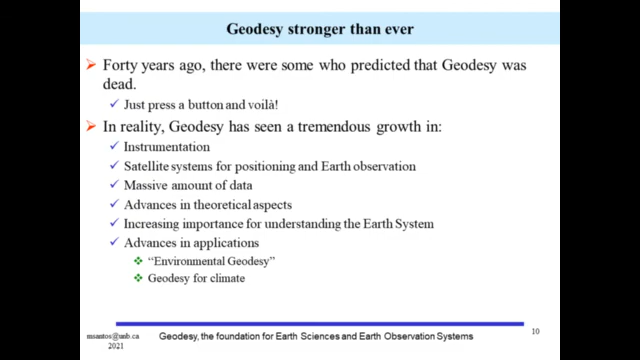 Geodesy stronger than ever
Forty years ago, there were some who predicted that Geodesy was
dead.
Just press a button and voilà!
In reality, Geodesy has seen a tremendous growth in:
Instrumentation
Satellite systems for positioning and Earth observation
Massive amount of data
Advances in theoretical aspects
Increasing importance for understanding the Earth System
Advances in applications
“Environmental Geodesy”
Geodesy for climate
10
msantos@unb.ca
2021
Geodesy, the foundation for Earth Sciences and Earth Observation Systems